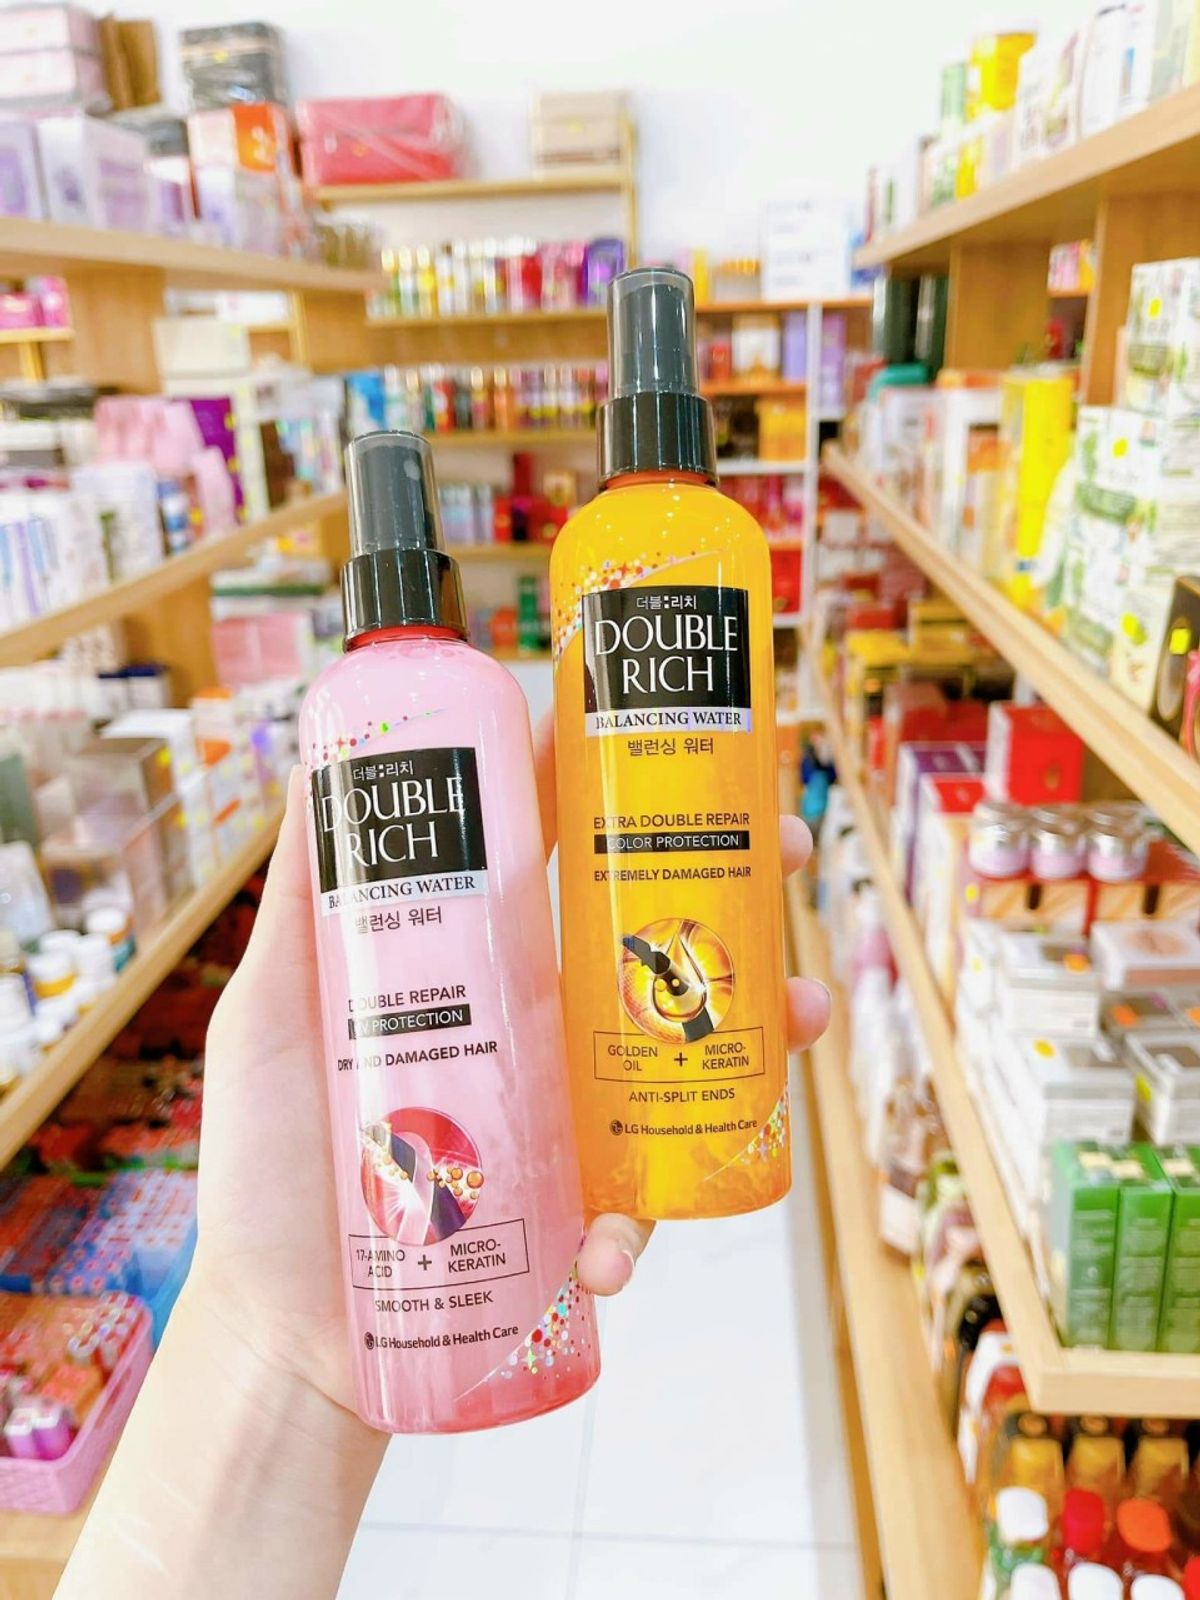 더블:리치
DOUBLE
RICH
BALANCING WATER
밸런싱 워터
DOUBLE REPAIR
UV PROTECTION
DRY AND DAMAGED HAIR
17-AMINO
ACID
+
MICRO-
KERATIN
SMOOTH & SLEEK
LG Household & Health Care
더블:리치
DOUBLE
RICH
BALANCING WATER
밸런싱 워터
EXTRA DOUBLE REPAIR
COLOR PROTECTION
EXTREMELY DAMAGED HAIR
GOLDEN
OIL
+
MICRO-
KERATIN
ANTI-SPLIT ENDS
LG Household & Health Care